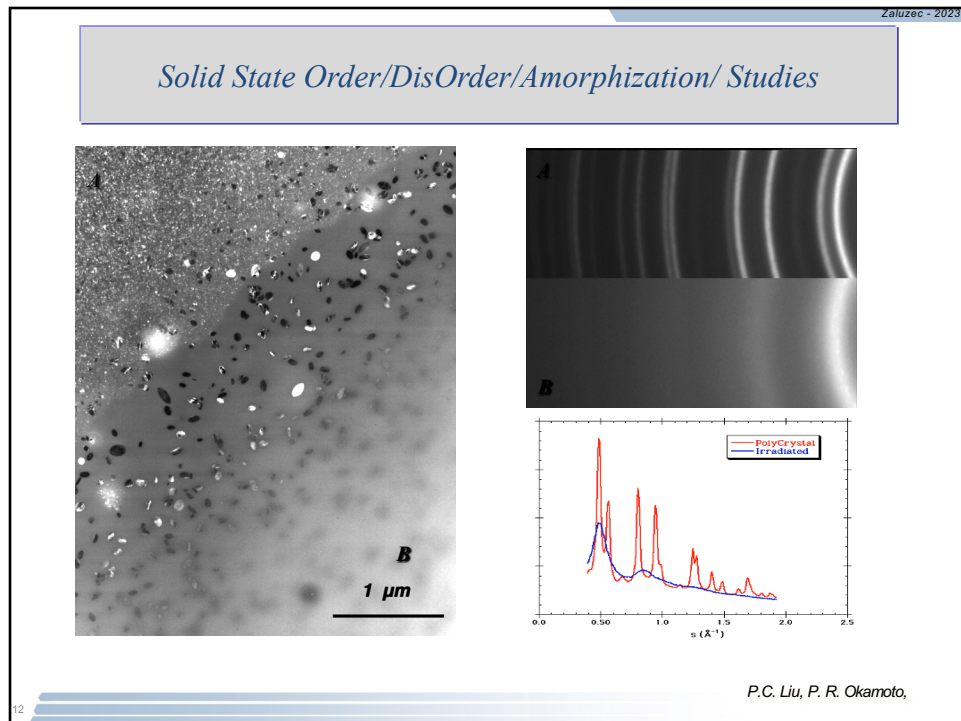 Zaluzec - 2023
Solid State Order/DisOrder/Amorphization/ Studies
A
B
1 µm
A
B
PolyCrystal
Irradiated
0.0 0.50 1.0 1.5 2.0 2.5
s (Å⁻¹)
P.C. Liu, P. R. Okamoto,
12